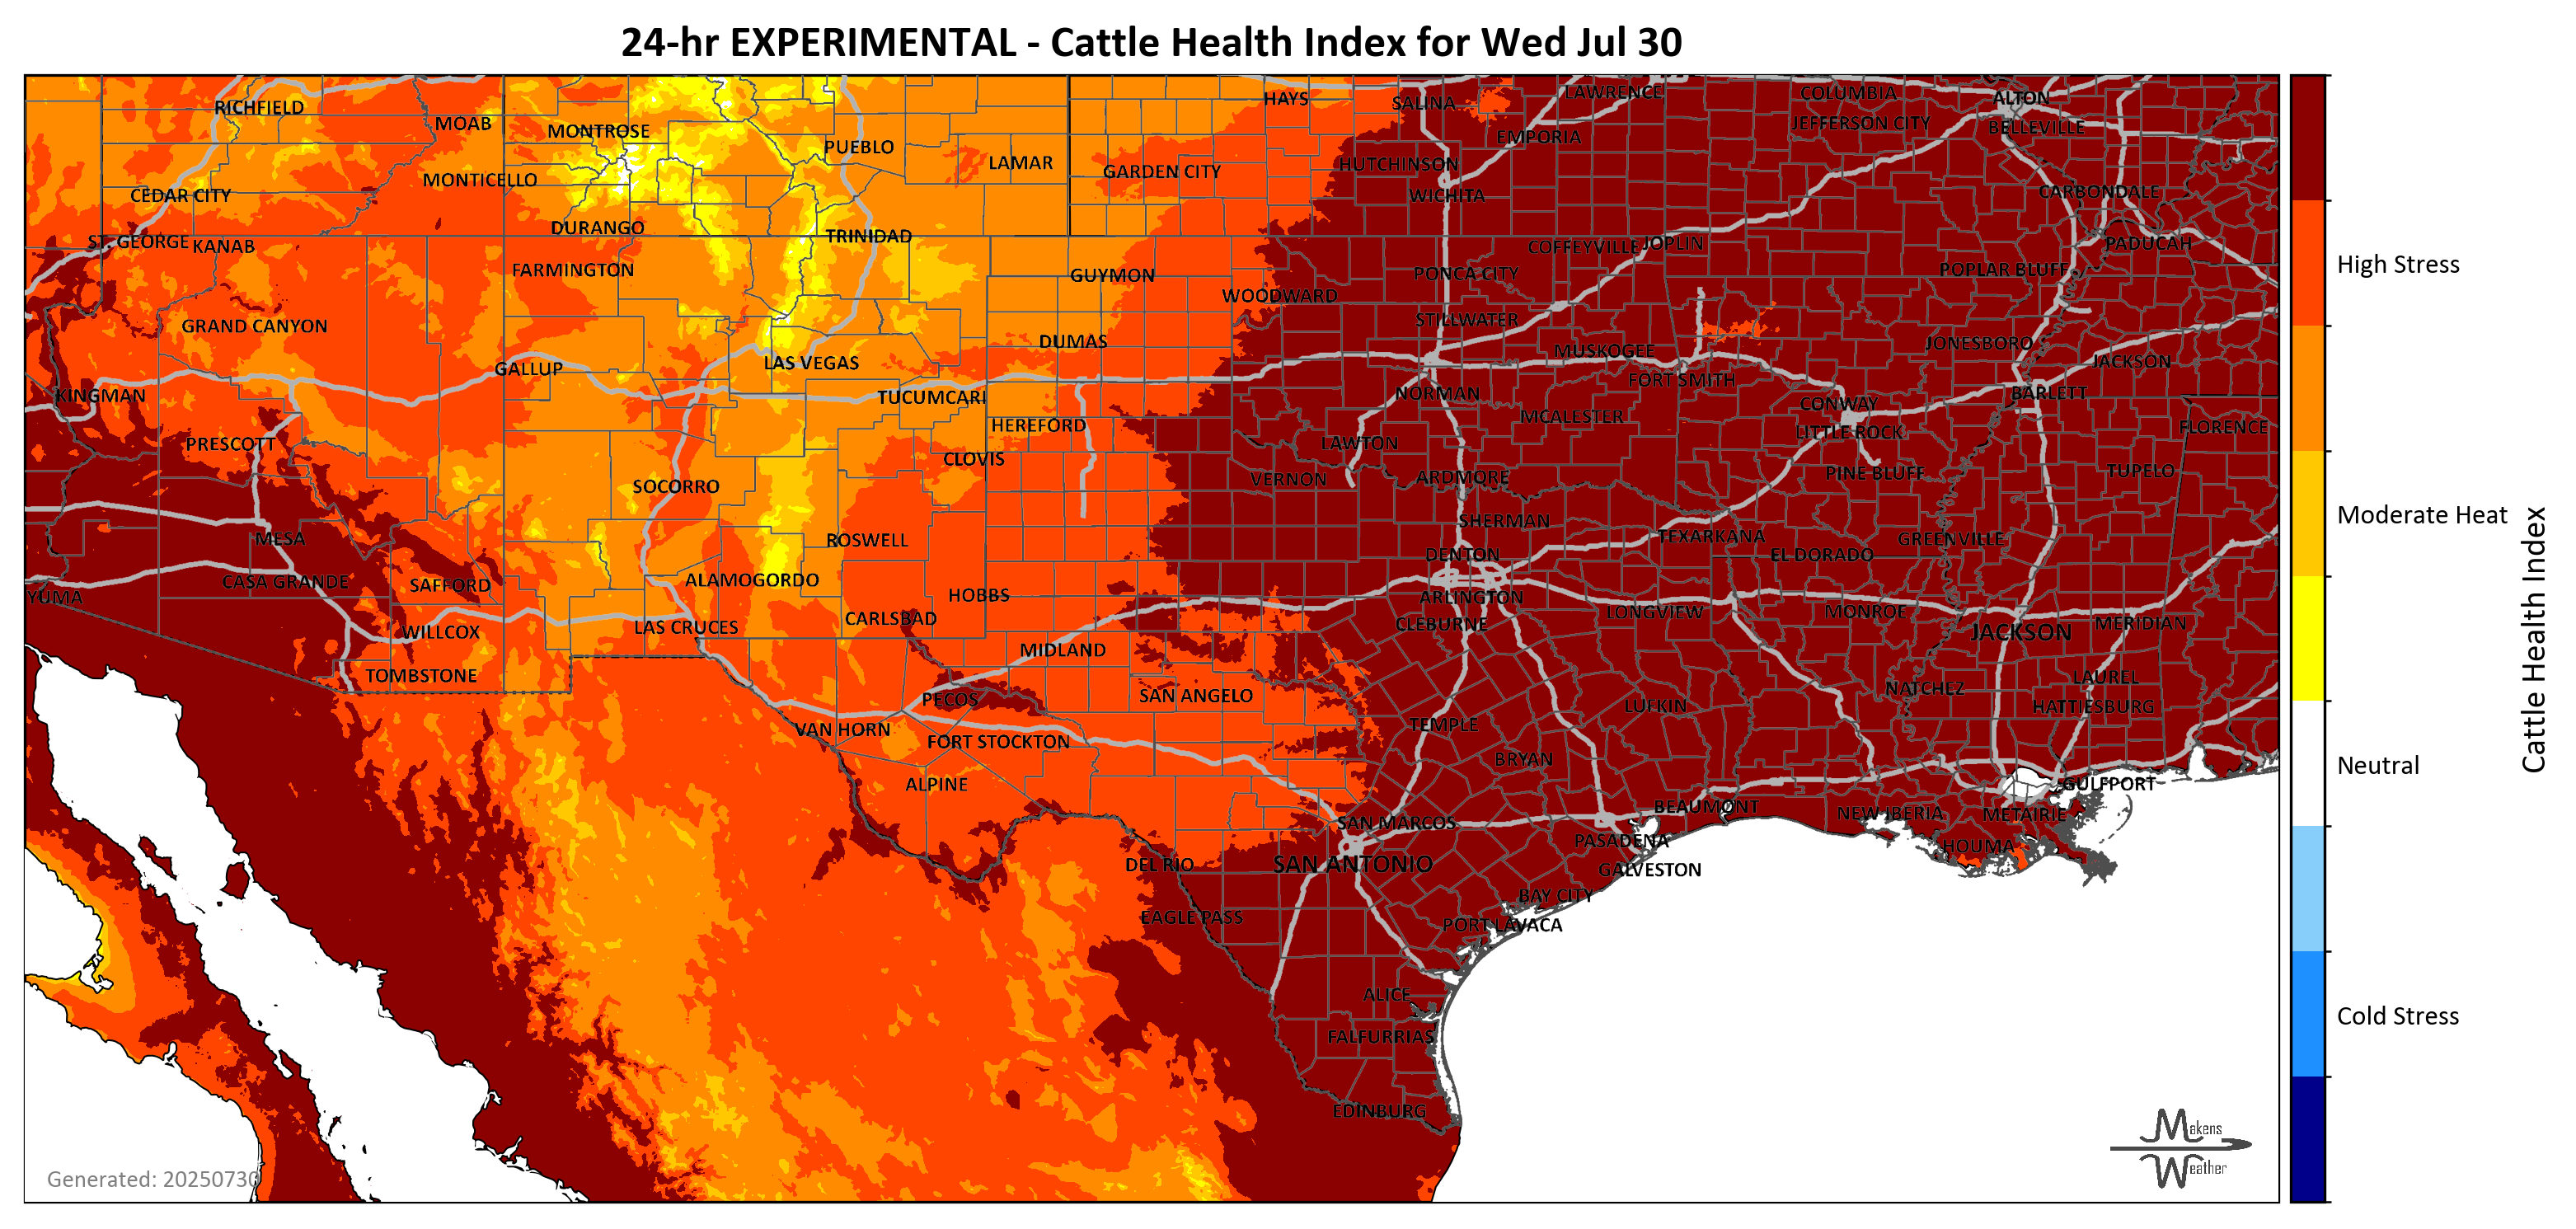 24-hr EXPERIMENTAL - Cattle Health Index for Wed Jul 30
RICHFIELD
MOAB
MONTROSE
PUEBLO
LAMAR
HAYS
SALINA
LAWRENCE
COLUMBIA
ALTON
JEFFERSON CITY
BELLEVILLE
EMPORIA
GARDEN CITY
HUTCHINSON
MONTICELLO
CEDAR CITY
WICHITA
CARBONDALE
DURANGO
TRINIDAD
ST. GEORGE
KANAB
COFFEYVILLE
JOPLIN
PADUCAH
FARMINGTON
GUYMON
PONCA CITY
POPLAR BLUFF
High Stress
WOODWARD
GRAND CANYON
STILLWATER
DUMAS
MUSKOGEE
JONESBORO
JACKSON
GALLUP
LAS VEGAS
FORT SMITH
KINGMAN
TUCUMCARI
NORMAN
BARLETT
CONWAY
HEREFORD
MCALESTER
FLORENCE
PRESCOTT
LAWTON
LITTLE ROCK
CLOVIS
PINE BLUFF
TUPELO
SOCORRO
VERNON
ARDMORE
SHERMAN
Moderate Heat
MESA
ROSWELL
TEXARKANA
GREENVILLE
DENTON
EL DORADO
CASA GRANDE
SAFFORD
ALAMOGORDO
YUMA
HOBBS
ARLINGTON
LONGVIEW
MONROE
CARLSBAD
CLEBURNE
WILLCOX
LAS CRUCES
JACKSON
MERIDIAN
MIDLAND
Cattle Health Index
TOMBSTONE
LAUREL
PECOS
SAN ANGELO
NATCHEZ
LUFKIN
HATTIESBURG
VAN HORN
TEMPLE
FORT STOCKTON
BRYAN
Neutral
ALPINE
GULFPORT
BEAUMONT
NEW IBERIA
METAIRIE
SAN MARCOS
PASADENA
HOUMA
DEL RIO
SAN ANTONIO
GALVESTON
BAY CITY
EAGLE PASS
PORT LAVACA
ALICE
Cold Stress
FALFURRIAS
EDINBURG
Makens
Weather
Generated: 20250730